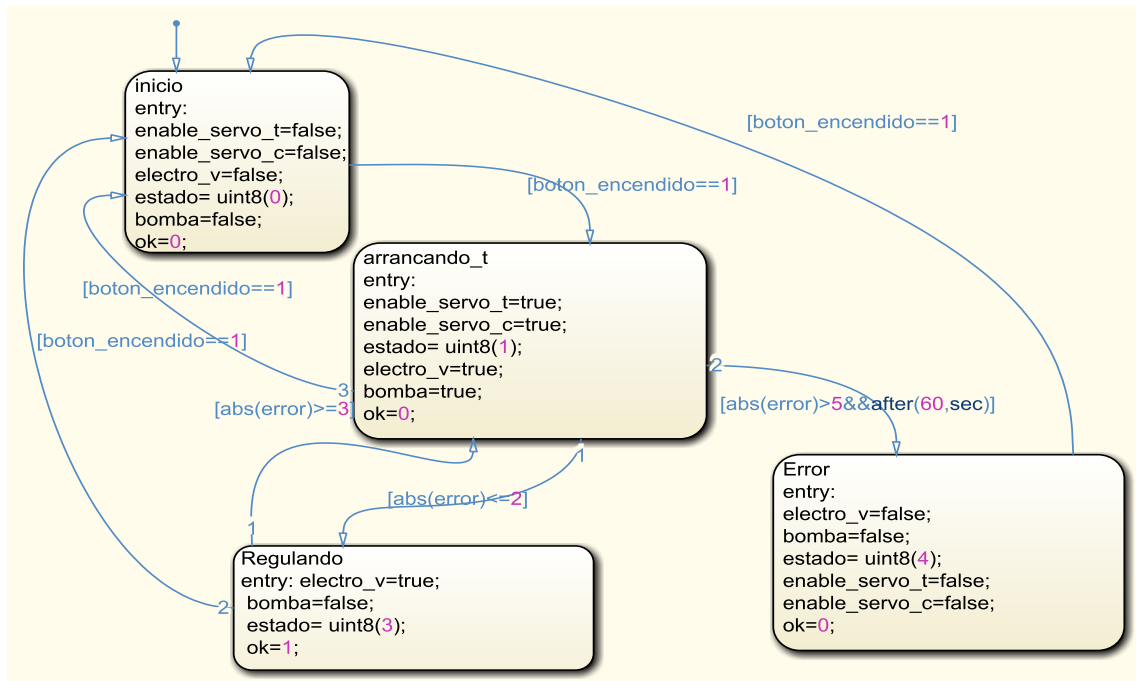 inicio
entry:
enable_servo_t=false;
enable_servo_c=false;
electro_v=false;
estado= uint8(0);
bomba=false;
ok=0;
[boton_encendido==1]
[boton_encendido==1]
arrancando_t
entry:
enable_servo_t=true;
enable_servo_c=true;
estado= uint8(1);
electro_v=true;
bomba=true;
ok=0;
[boton_encendido==1]
[boton_encendido==1]
3
[abs(error)>=3]
2
[abs(error)>5&&after(60,sec)]
1
[abs(error)<=2]
1
2
Regulando
entry: electro_v=true;
bomba=false;
estado= uint8(3);
ok=1;
Error
entry:
electro_v=false;
bomba=false;
estado= uint8(4);
enable_servo_t=false;
enable_servo_c=false;
ok=0;